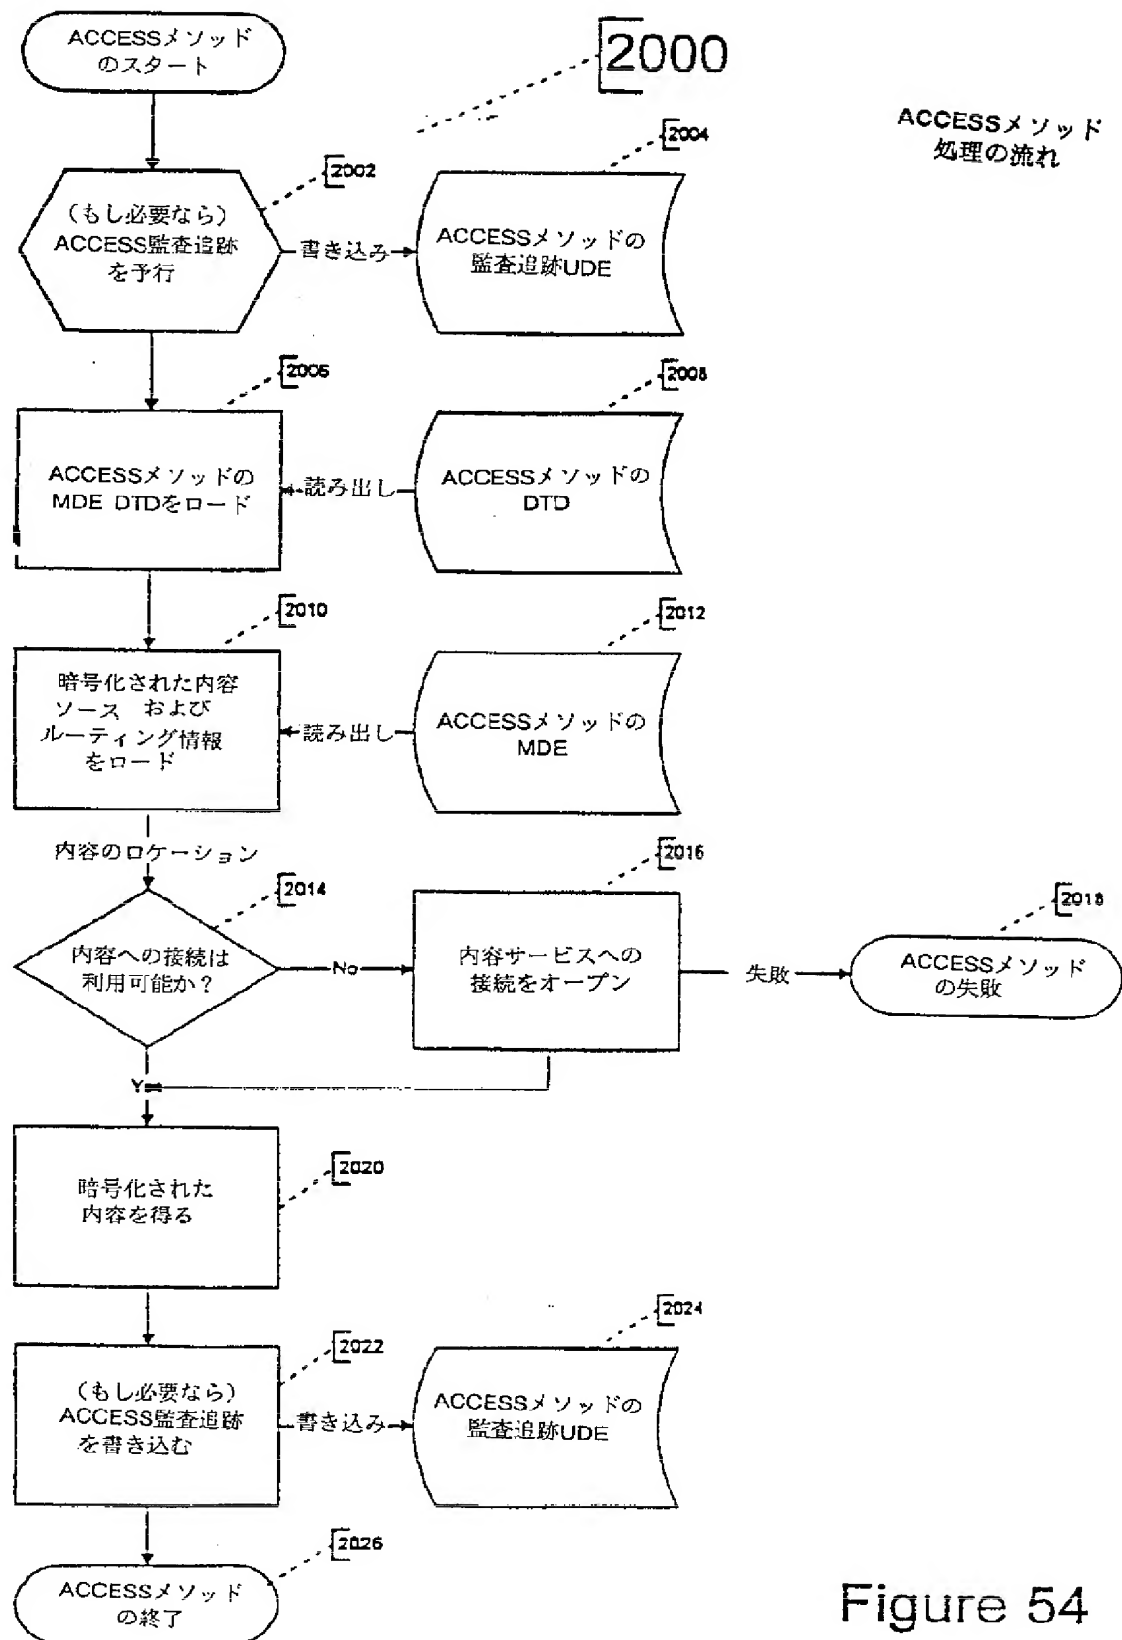 ACCESSメソッド
のスタート
2000
ACCESSメソッド
処理の流れ
2002
2004
(もし必要なら)
ACCESS監査追跡
を予行
書き込み
ACCESSメソッドの
監査追跡UDE
2006
2008
ACCESSメソッドの
MDE DTDをロード
読み出し
ACCESSメソッドの
DTD
2010
2012
暗号化された内容
ソース および
ルーティング情報
をロード
読み出し
ACCESSメソッドの
MDE
内容のロケーション
2014
2016
2018
内容への接続は
利用可能か?
No
内容サービスへの
接続をオープン
失敗
ACCESSメソッド
の失敗
2020
暗号化された
内容を得る
2022
2024
(もし必要なら)
ACCESS監査追跡
を書き込む
書き込み
ACCESSメソッドの
監査追跡UDE
2026
ACCESSメソッド
の終了
Figure 54